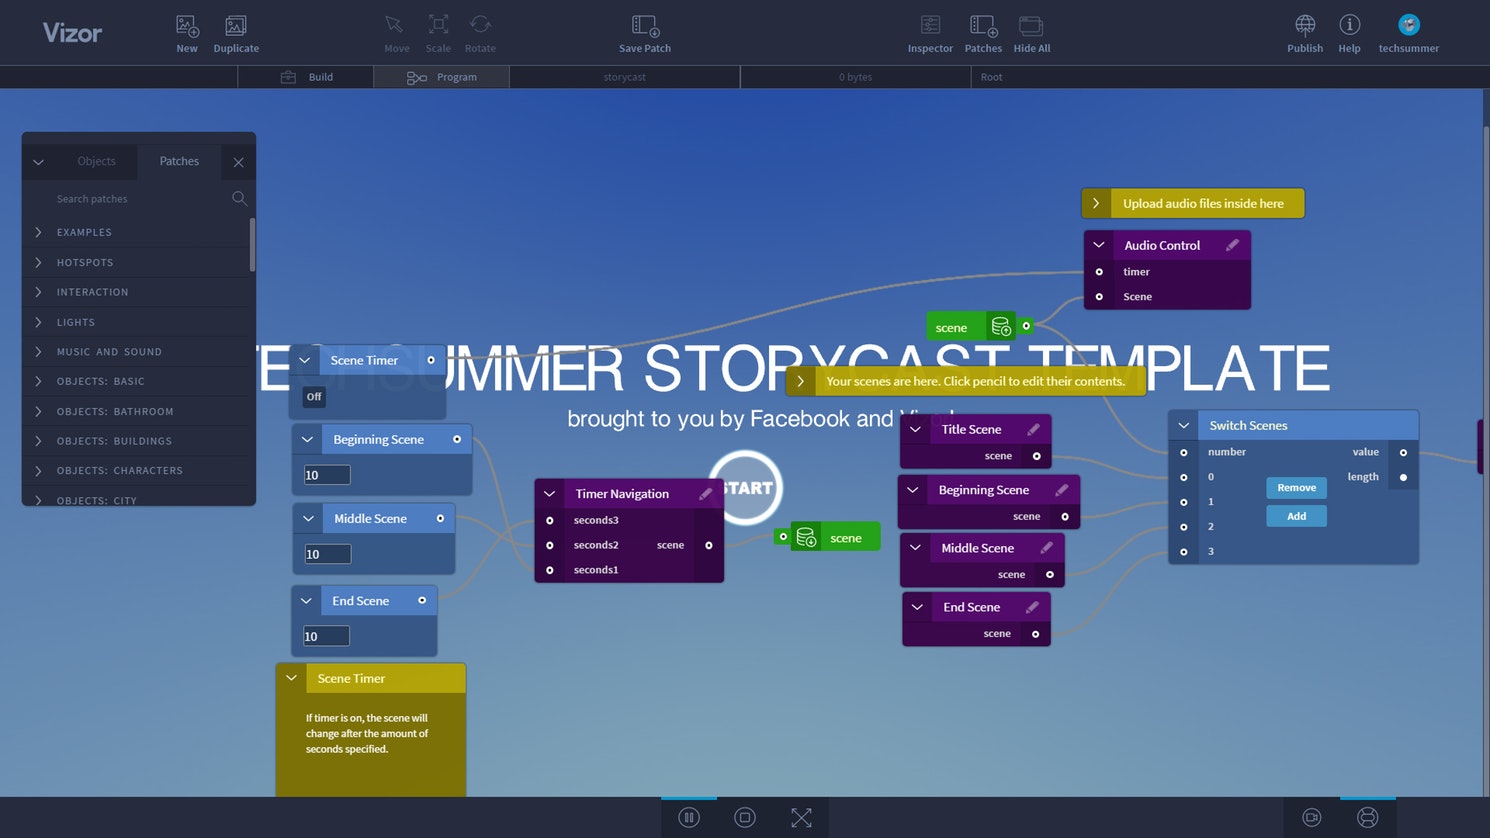 Vizor
New
Duplicate
Move
Scale
Rotate
Save Patch
Inspector
Patches
Hide All
Publish
Help
techsummer
Build
Program
storycast
0 bytes
Root
Objects
Patches
Search patches
EXAMPLES
HOTSPOTS
INTERACTION
LIGHTS
MUSIC AND SOUND
OBJECTS: BASIC
OBJECTS: BATHROOM
OBJECTS: BUILDINGS
OBJECTS: CHARACTERS
OBJECTS: CITY
Upload audio files inside here
Audio Control
timer
Scene
scene
TECHSUMMER STORYCAST TEMPLATE
brought to you by Facebook and Vizor!
START
Scene Timer
Off
Beginning Scene
10
Middle Scene
10
End Scene
10
Scene Timer
If timer is on, the scene will
change after the amount of
seconds specified.
Timer Navigation
seconds3
seconds2
scene
seconds1
scene
Your scenes are here. Click pencil to edit their contents.
Title Scene
scene
Beginning Scene
scene
Middle Scene
scene
End Scene
scene
Switch Scenes
number
value
0
length
1
2
3
Remove
Add